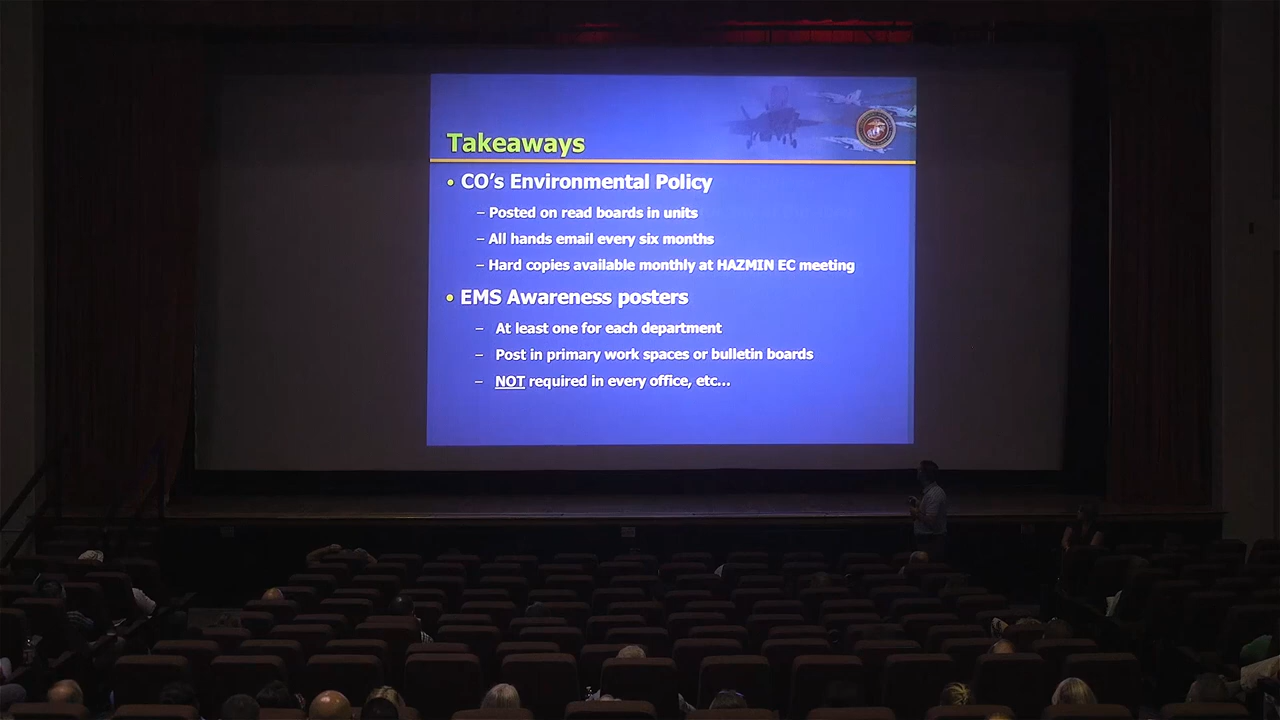 Takeaways
• CO's Environmental Policy
– Posted on read boards in units
– All hands email every six months
– Hard copies available monthly at HAZMIN EC meeting
• EMS Awareness posters
– At least one for each department
– Post in primary work spaces or bulletin boards
– NOT required in every office, etc...